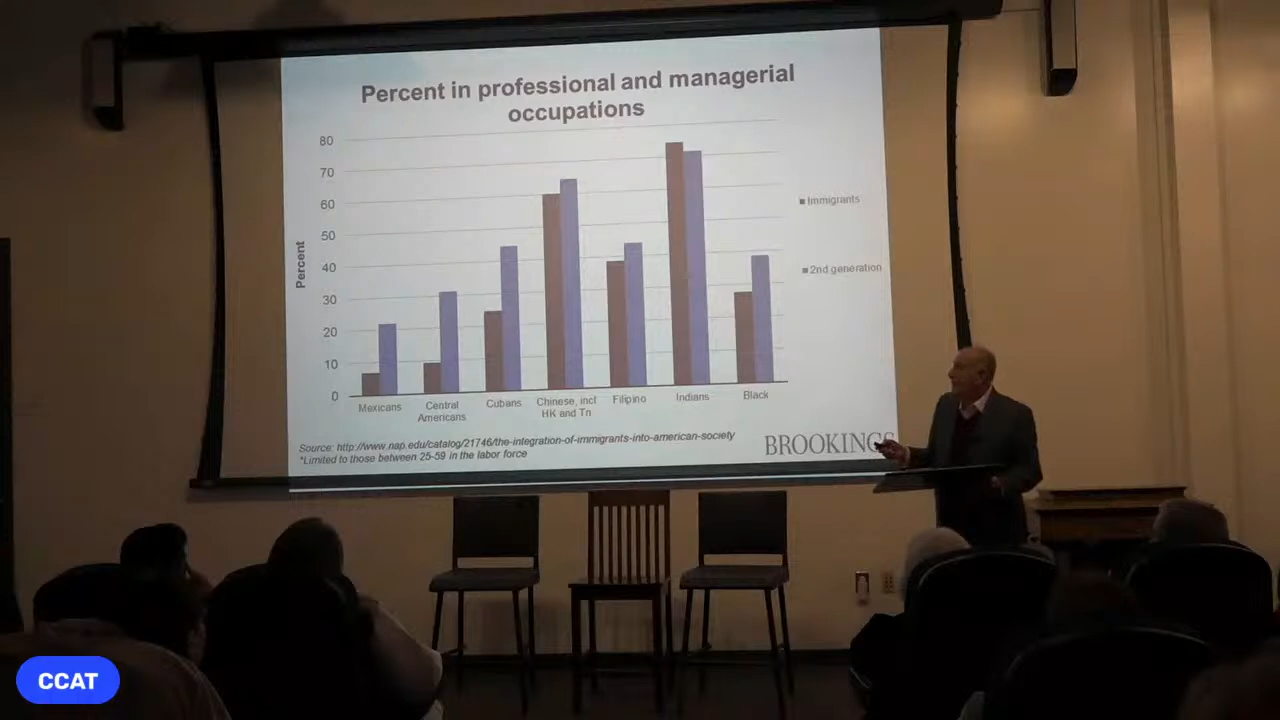 Percent in professional and managerial
occupations
80
70
60
50
40
30
20
10
0
Percent
Immigrants
2nd generation
Mexicans
Central
Americans
Cubans
Chinese, incl
HK and Tn
Filipino
Indians
Black
Source: http://www.nap.edu/catalog/21746/the-integration-of-immigrants-into-american-society
*Limited to those between 25-59 in the labor force
BROOKINGS
CCAT